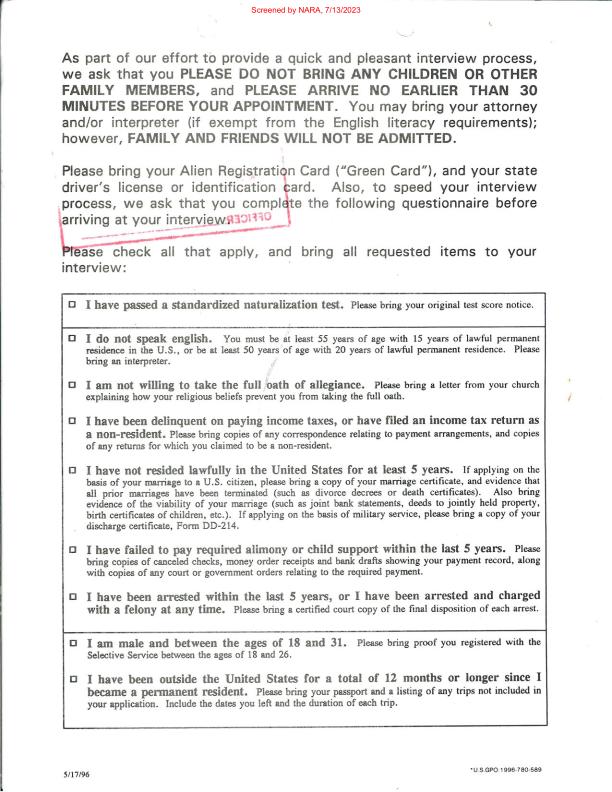 Screened by NARA, 7/13/2023
As part of our effort to provide a quick and pleasant interview process,
we ask that you PLEASE DO NOT BRING ANY CHILDREN OR OTHER
FAMILY MEMBERS, and PLEASE ARRIVE NO EARLIER THAN 30
MINUTES BEFORE YOUR APPOINTMENT. You may bring your attorney
and/or interpreter (if exempt from the English literacy requirements);
however, FAMILY AND FRIENDS WILL NOT BE ADMITTED.
Please bring your Alien Registration Card ("Green Card"), and your state
driver's license or identification card. Also, to speed your interview
process, we ask that you complete the following questionnaire before
arriving at your interview.
Please check all that apply, and bring all requested items to your
interview:
I have passed a standardized naturalization test. Please bring your original test score notice.
I do not speak english. You must be at least 55 years of age with 15 years of lawful permanent
residence in the U.S., or be at least 50 years of age with 20 years of lawful permanent residence. Please
bring an interpreter.
I am not willing to take the full oath of allegiance. Please bring a letter from your church
explaining how your religious beliefs prevent you from taking the full oath.
I have been delinquent on paying income taxes, or have filed an income tax return as
a non-resident. Please bring copies of any correspondence relating to payment arrangements, and copies
of any returns for which you claimed to be a non-resident.
I have not resided lawfully in the United States for at least 5 years. If applying on the
basis of your marriage to a U.S. citizen, please bring a copy of your marriage certificate, and evidence that
all prior marriages have been terminated (such as divorce decrees or death certificates). Also bring
evidence of the viability of your marriage (such as joint bank statements, deeds to jointly held property,
birth certificates of children, etc.). If applying on the basis of military service, please bring a copy of your
discharge certificate, Form DD-214.
I have failed to pay required alimony or child support within the last 5 years. Please
bring copies of canceled checks, money order receipts and bank drafts showing your payment record, along
with copies of any court or government orders relating to the required payment.
I have been arrested within the last 5 years, or I have been arrested and charged
with a felony at any time. Please bring a certified court copy of the final disposition of each arrest.
I am male and between the ages of 18 and 31. Please bring proof you registered with the
Selective Service between the ages of 18 and 26.
I have been outside the United States for a total of 12 months or longer since I
became a permanent resident. Please bring your passport and a listing of any trips not included in
your application. Include the dates you left and the duration of each trip.
5/17/96
*U.S.GPO:1996-780-589